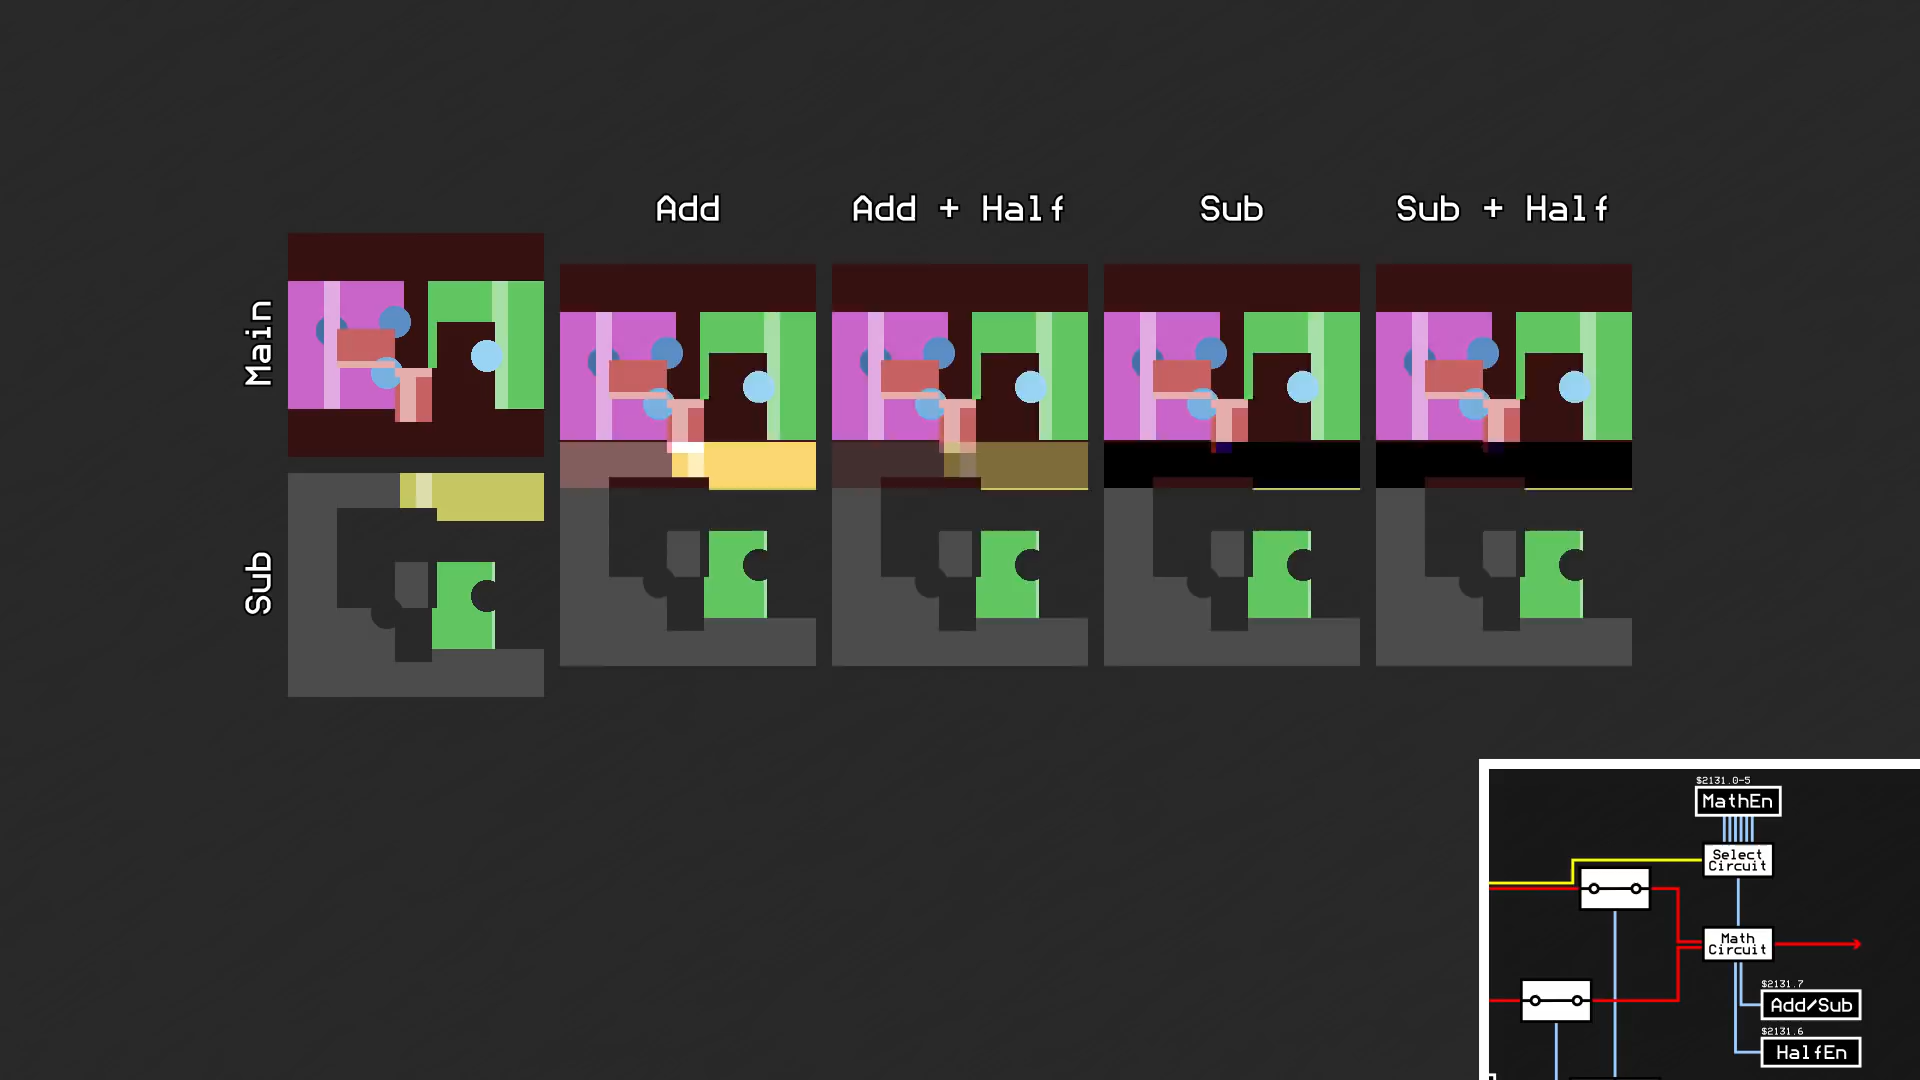 Add
Add + Half
Sub
Sub + Half
Main
Sub
$2131.0-5
MathEn
Select
Circuit
Math
Circuit
$2131.7
Add/Sub
$2131.6
HalfEn